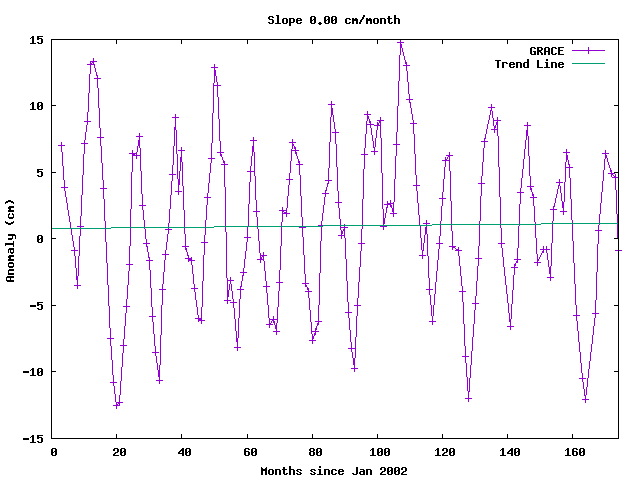 Slope 0.00 cm/month
GRACE
Trend Line
15
10
5
0
-5
-10
-15
Anomaly (cm)
0 20 40 60 80 100 120 140 160
Months since Jan 2002